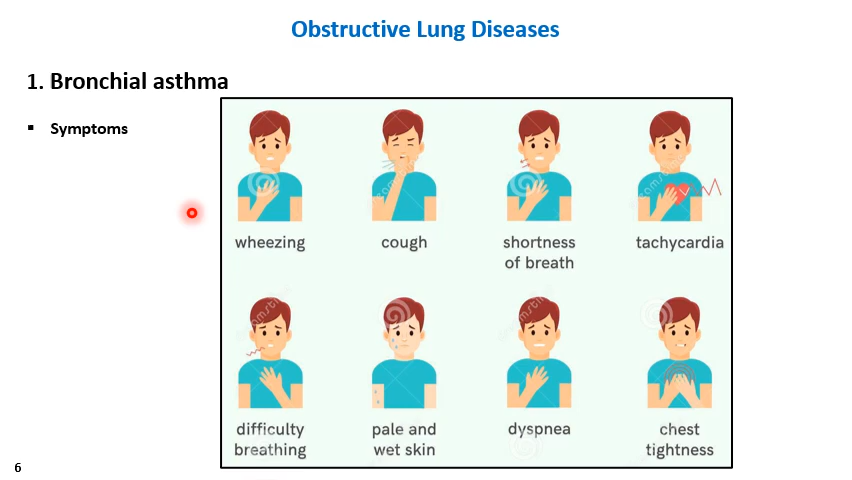 Obstructive Lung Diseases
1. Bronchial asthma
▪ Symptoms
wheezing
cough
shortness
of breath
tachycardia
difficulty
breathing
pale and
wet skin
dyspnea
chest
tightness
6